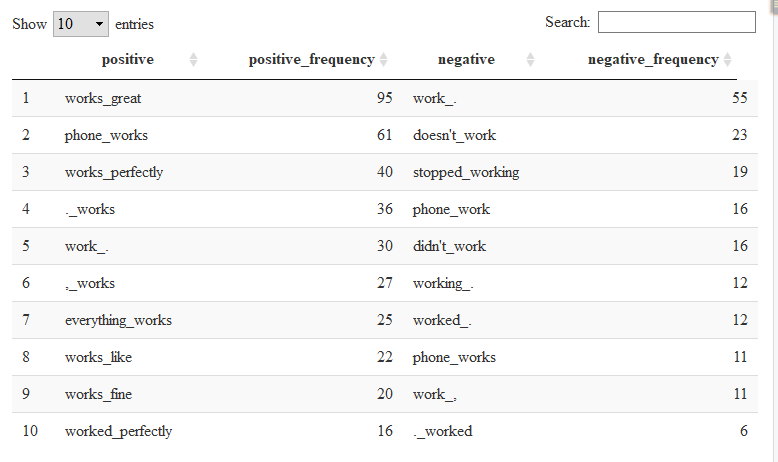 Show 10 entries Search:
positive positive_frequency negative negative_frequency
1 works_great 95 work_. 55
2 phone_works 61 doesn't_work 23
3 works_perfectly 40 stopped_working 19
4 ._works 36 phone_work 16
5 work_. 30 didn't_work 16
6 ,_works 27 working_. 12
7 everything_works 25 worked_. 12
8 works_like 22 phone_works 11
9 works_fine 20 work_, 11
10 worked_perfectly 16 ._worked 6